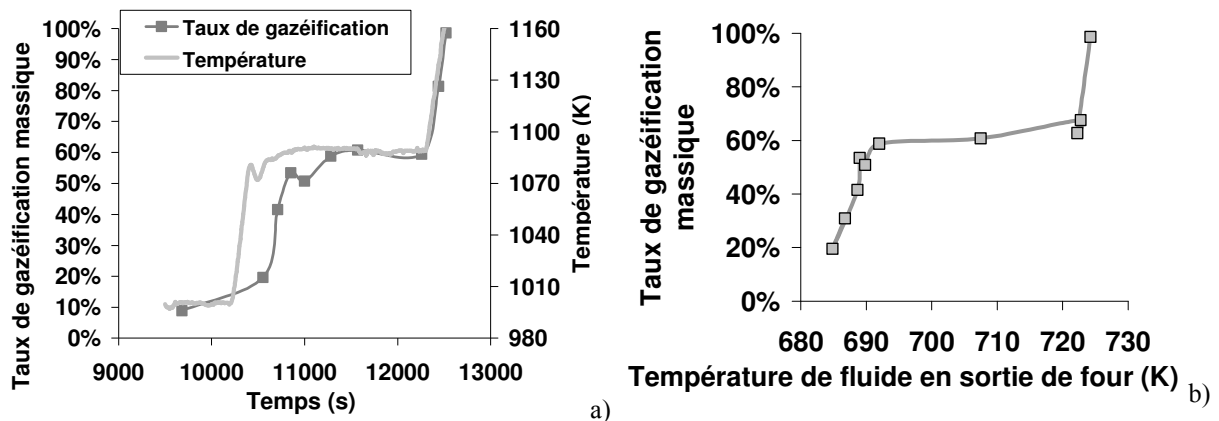 Taux de gazéification massique
100%
90%
80%
70%
60%
50%
40%
30%
20%
10%
0%
Taux de gazéification
Température
1160
1130
1100
1070
1040
1010
980
Température (K)
9000 10000 11000 12000 13000
Temps (s)
a)
Taux de gazéification
massique
100%
80%
60%
40%
20%
0%
680 690 700 710 720 730
Température de fluide en sortie de four (K)
b)